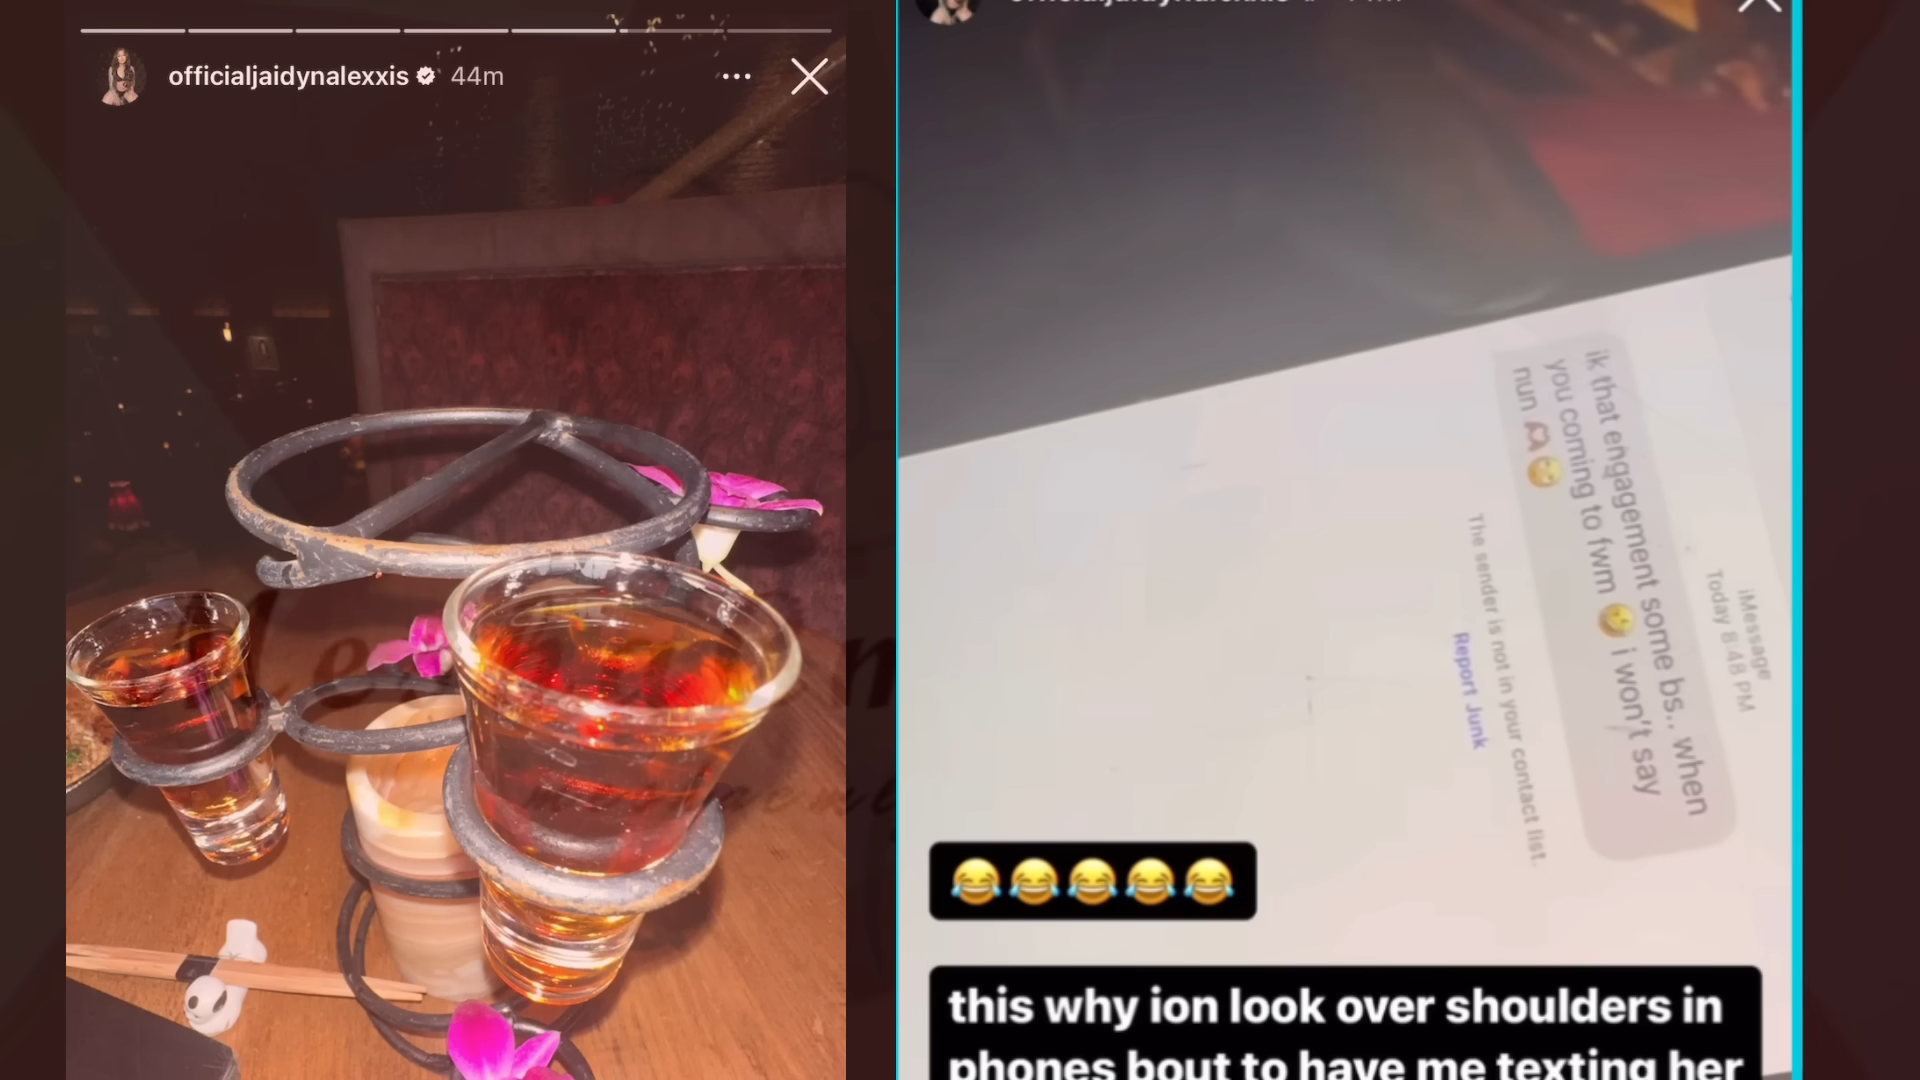 officialjaidynalexxis 44m
iMessage
Today 8:48 PM
ik that engagement some bs.. when
you coming to fwm 🫣 i won't say
nun 🫶🏽🫣
The sender is not in your contact list.
Report Junk
😂😂😂😂😂
this why ion look over shoulders in
phones bout to have me texting her